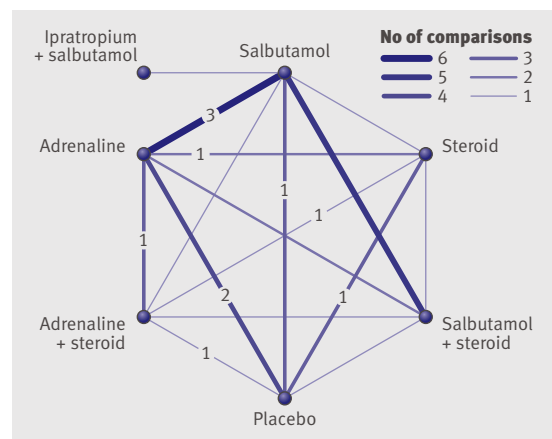 Ipratropium
+ salbutamol
Salbutamol
No of comparisons
6
3
5
2
4
1
3
Adrenaline
1
Steroid
1
1
1
2
1
Adrenaline
+ steroid
1
Salbutamol
+ steroid
Placebo